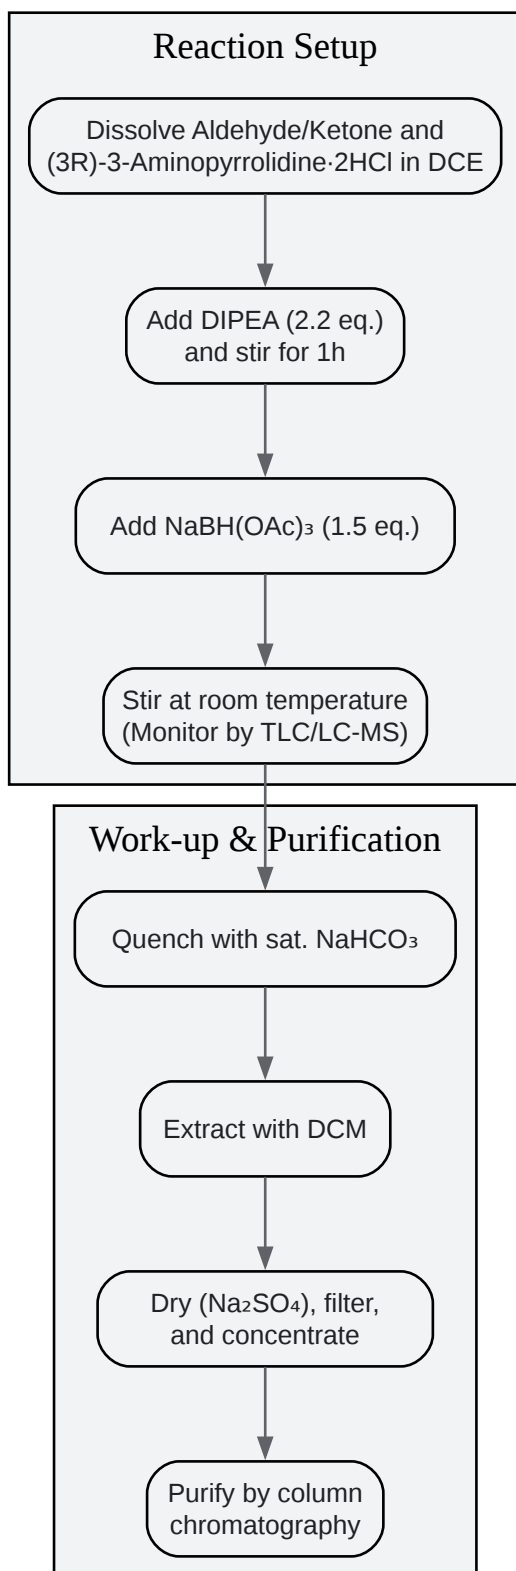 Reaction Setup
Dissolve Aldehyde/Ketone and
(3R)-3-Aminopyrrolidine·2HCl in DCE
Add DIPEA (2.2 eq.)
and stir for 1h
Add NaBH(OAc)₃ (1.5 eq.)
Stir at room temperature
(Monitor by TLC/LC-MS)
Work-up & Purification
Quench with sat. NaHCO₃
Extract with DCM
Dry (Na₂SO₄), filter,
and concentrate
Purify by column
chromatography